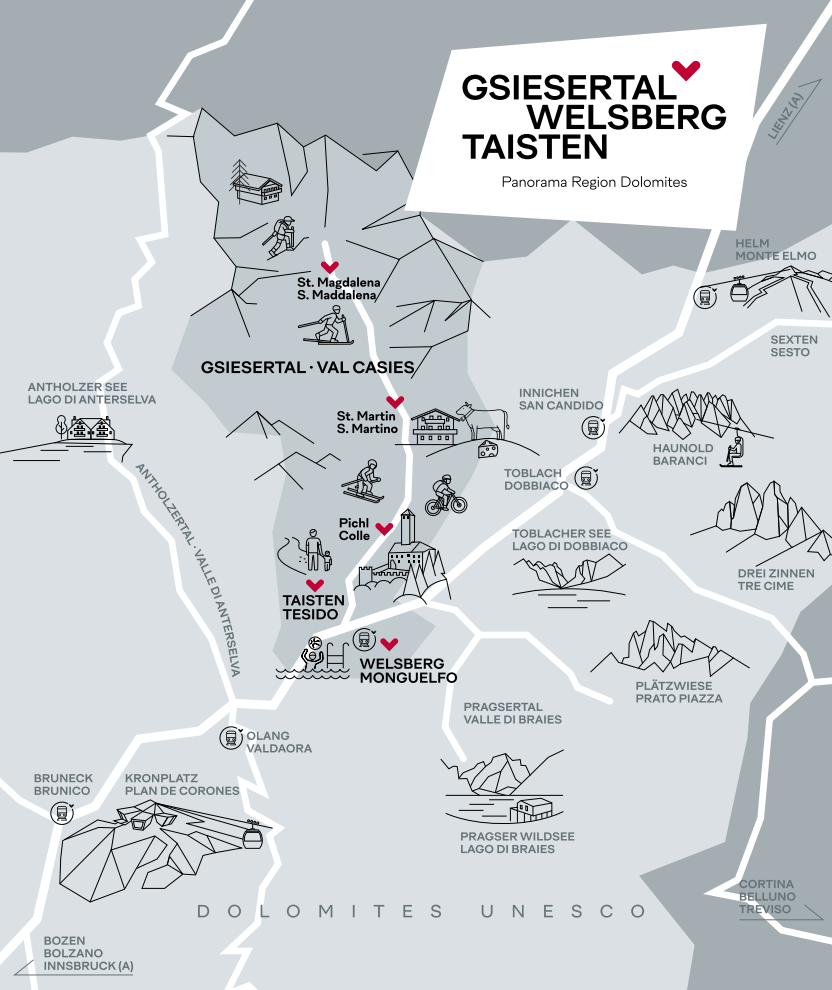 GSIESERTAL
WELSBERG
TAISTEN
Panorama Region Dolomites
LIENZ (A)
HELM
MONTE ELMO
St. Magdalena
S. Maddalena
SEXTEN
SESTO
GSIESERTAL · VAL CASIES
ANTHOLZER SEE
LAGO DI ANTERSELVA
INNICHEN
SAN CANDIDO
St. Martin
S. Martino
HAUNOLD
BARANCI
TOBLACH
DOBBIACO
ANTHOLZERTAL · VALLE DI ANTERSELVA
Pichl
Colle
TOBLACHER SEE
LAGO DI DOBBIACO
DREI ZINNEN
TRE CIME
TAISTEN
TESIDO
WELSBERG
MONGUELFO
PLÄTZWIESE
PRATO PIAZZA
PRAGSERTAL
VALLE DI BRAIES
OLANG
VALDAORA
BRUNECK
BRUNICO
KRONPLATZ
PLAN DE CORONES
PRAGSER WILDSEE
LAGO DI BRAIES
CORTINA
BELLUNO
TREVISO
DOLOMITES UNESCO
BOZEN
BOLZANO
INNSBRUCK (A)